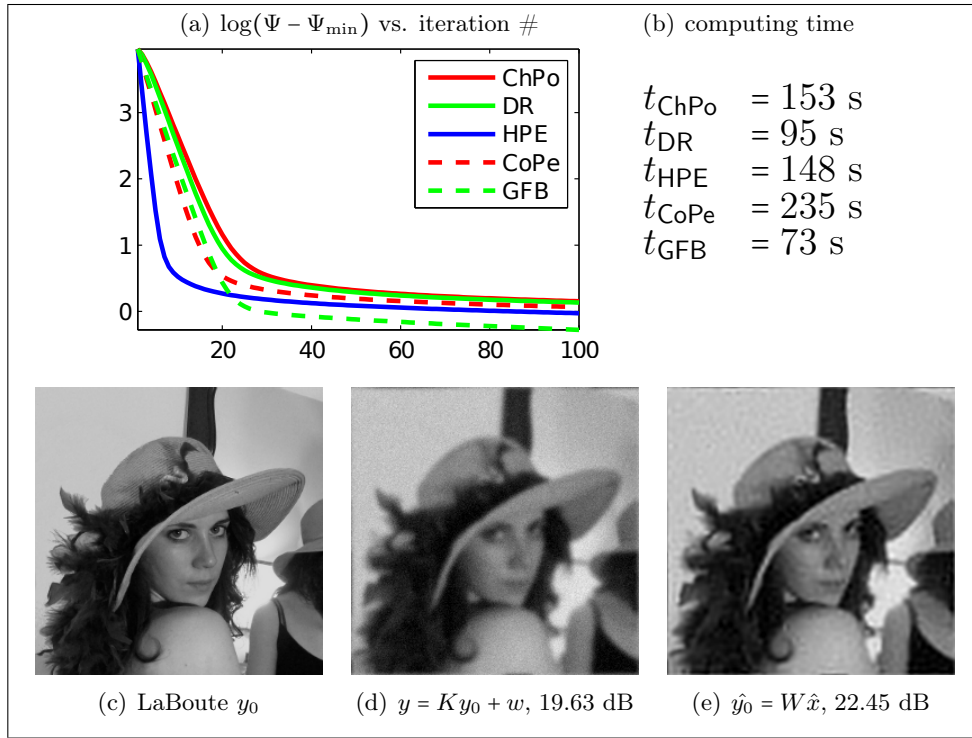 (a) log(Ψ − Ψmin) vs. iteration #
(b) computing time
3
2
1
0
20
40
60
80
100
ChPo
DR
HPE
CoPe
GFB
tChPo = 153 s
tDR = 95 s
tHPE = 148 s
tCoPe = 235 s
tGFB = 73 s
(c) LaBoute y0
(d) y = Ky0 + w, 19.63 dB
(e) ŷ0 = Wx̂, 22.45 dB